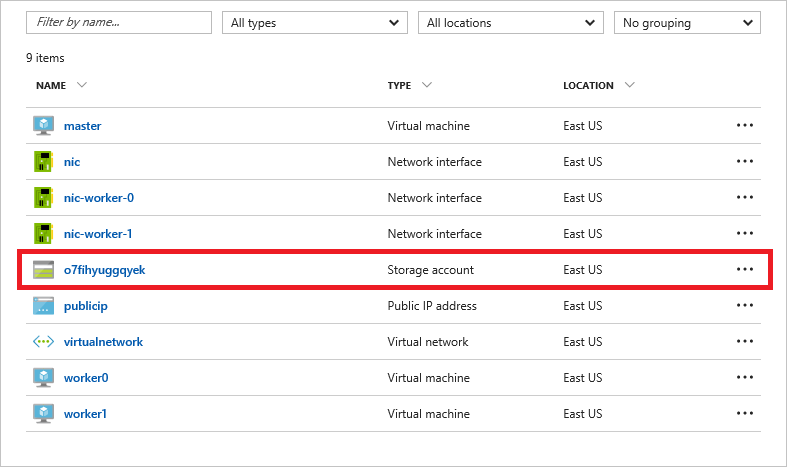 Filter by name... All types All locations No grouping
9 items
NAME TYPE LOCATION
master Virtual machine East US
nic Network interface East US
nic-worker-0 Network interface East US
nic-worker-1 Network interface East US
o7fihyuggqyek Storage account East US
publicip Public IP address East US
virtualnetwork Virtual network East US
worker0 Virtual machine East US
worker1 Virtual machine East US